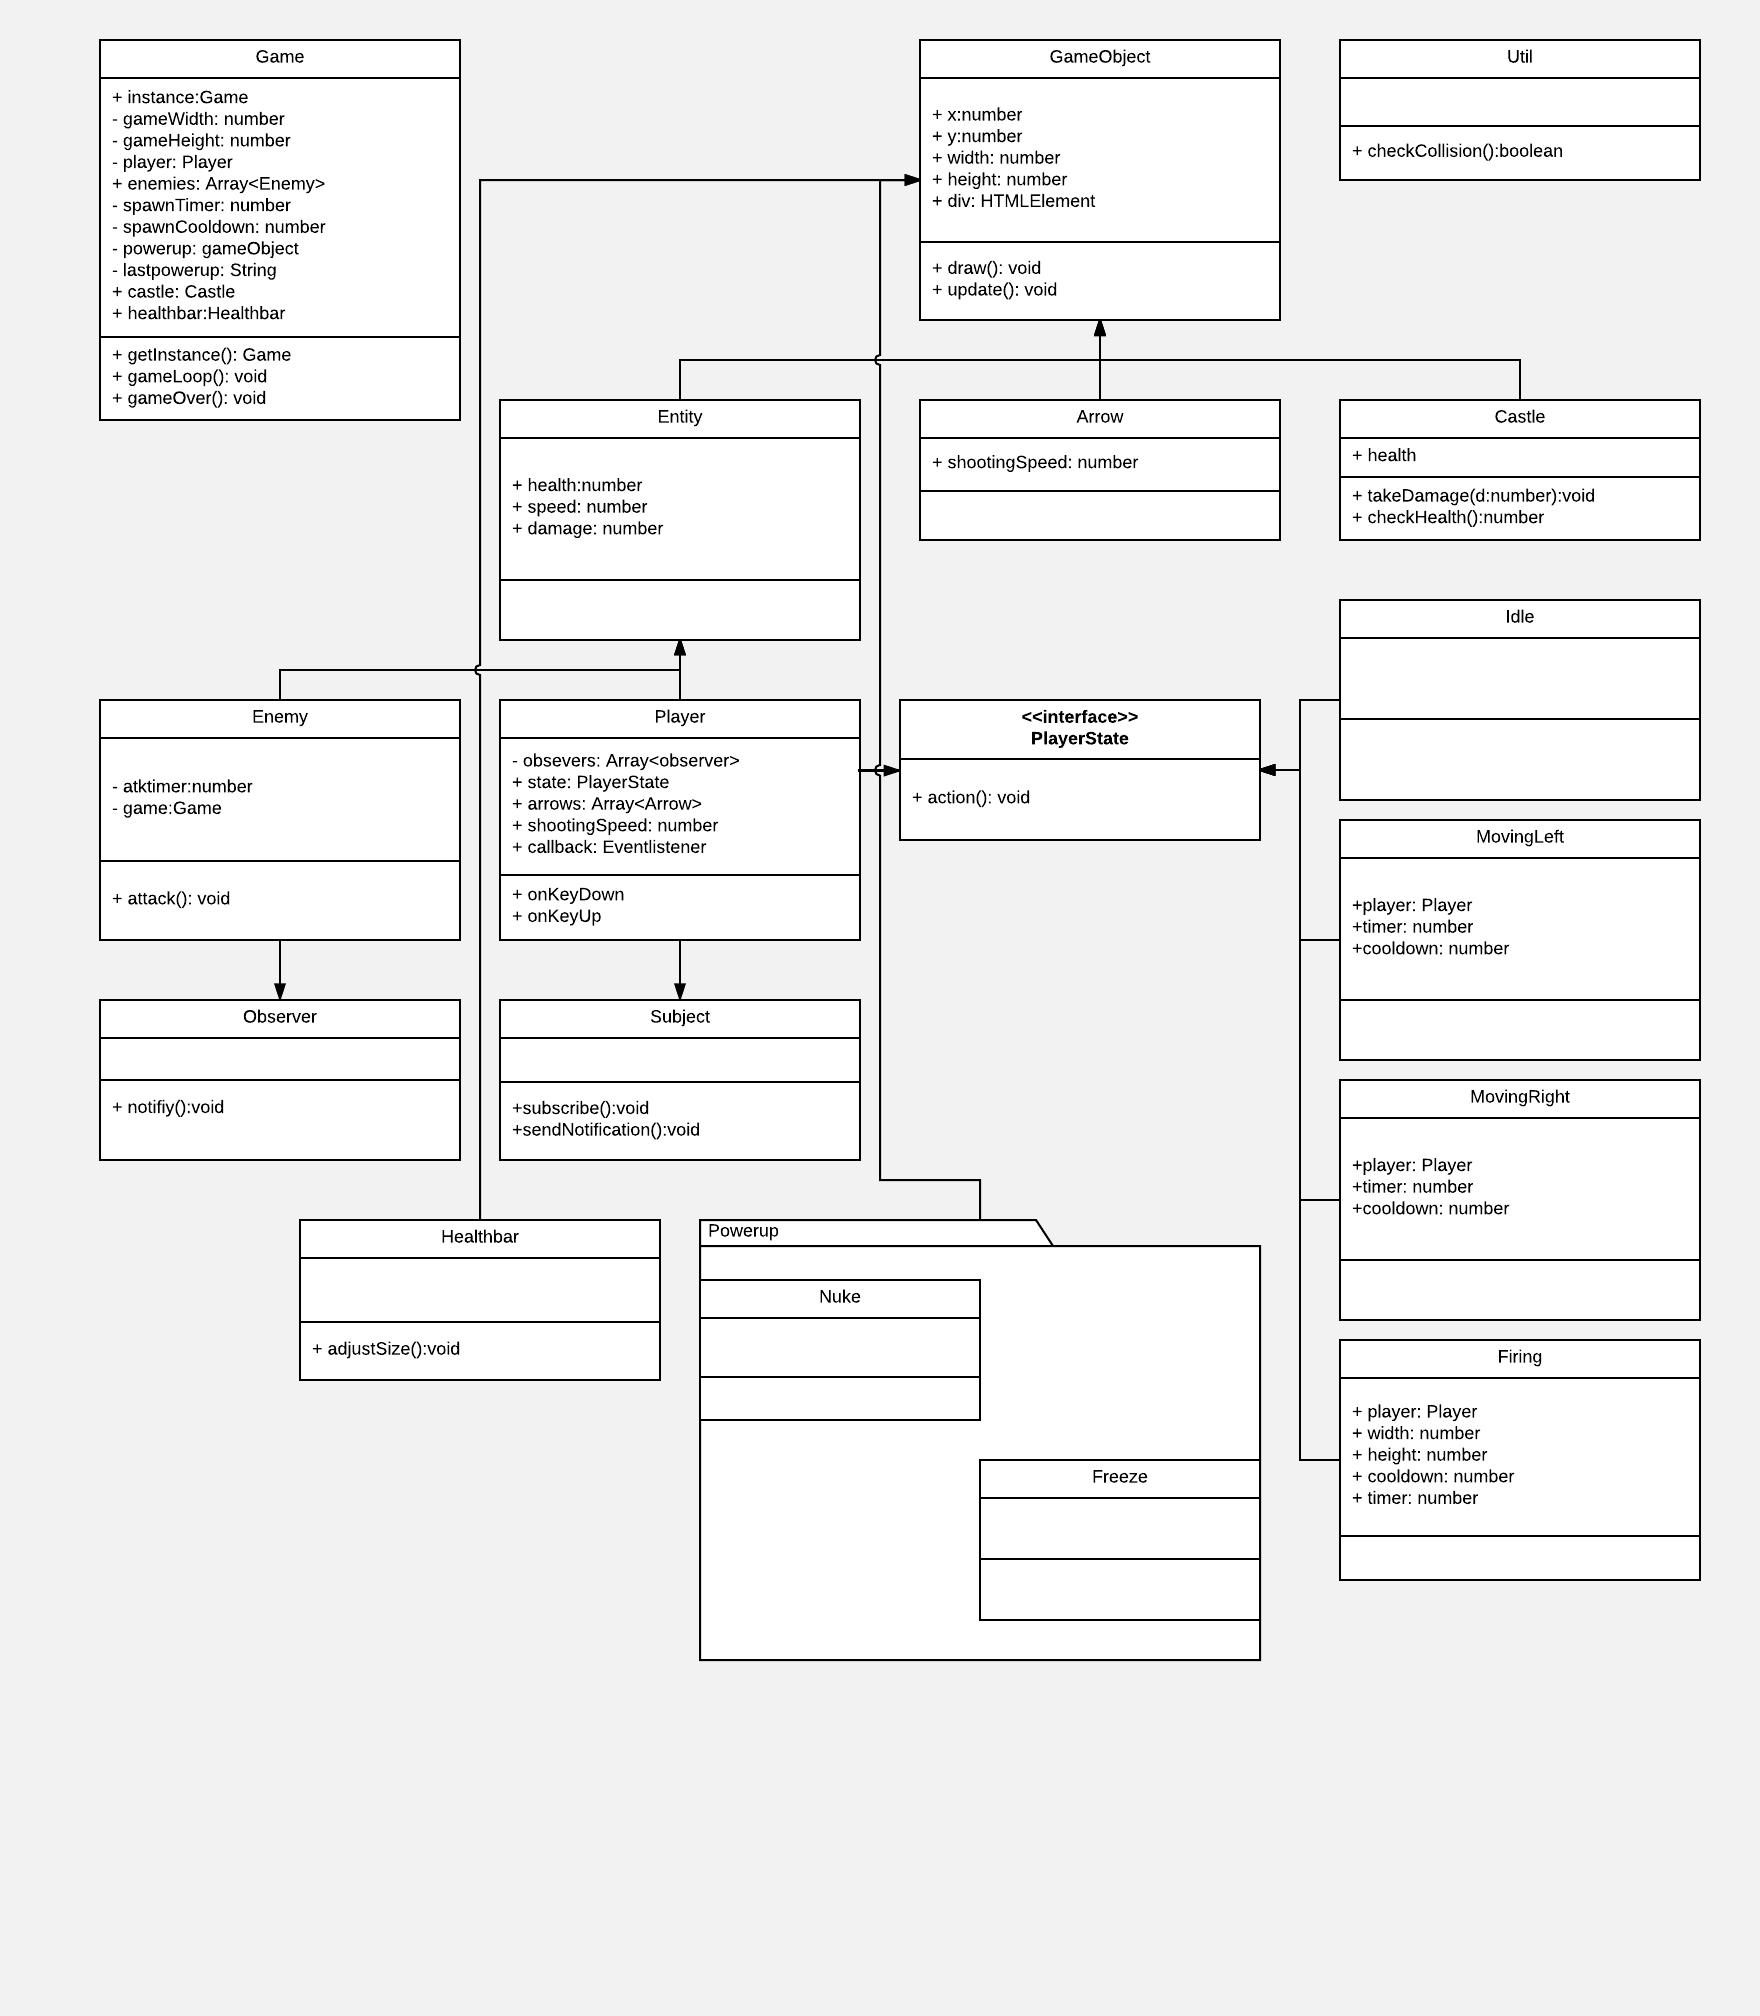 Game
+ instance:Game
- gameWidth: number
- gameHeight: number
- player: Player
+ enemies: Array<Enemy>
- spawnTimer: number
- spawnCooldown: number
- powerup: gameObject
- lastpowerup: String
+ castle: Castle
+ healthbar:Healthbar
+ getInstance(): Game
+ gameLoop(): void
+ gameOver(): void
GameObject
+ x:number
+ y:number
+ width: number
+ height: number
+ div: HTMLElement
+ draw(): void
+ update(): void
Util
+ checkCollision():boolean
Entity
+ health:number
+ speed: number
+ damage: number
Arrow
+ shootingSpeed: number
Castle
+ health
+ takeDamage(d:number):void
+ checkHealth():number
Enemy
- atktimer:number
- game:Game
+ attack(): void
Player
- obsevers: Array<observer>
+ state: PlayerState
+ arrows: Array<Arrow>
+ shootingSpeed: number
+ callback: Eventlistener
+ onKeyDown
+ onKeyUp
<<interface>>
PlayerState
+ action(): void
Idle
MovingLeft
+player: Player
+timer: number
+cooldown: number
Observer
+ notifiy():void
Subject
+subscribe():void
+sendNotification():void
MovingRight
+player: Player
+timer: number
+cooldown: number
Healthbar
+ adjustSize():void
Powerup
Nuke
Freeze
Firing
+ player: Player
+ width: number
+ height: number
+ cooldown: number
+ timer: number